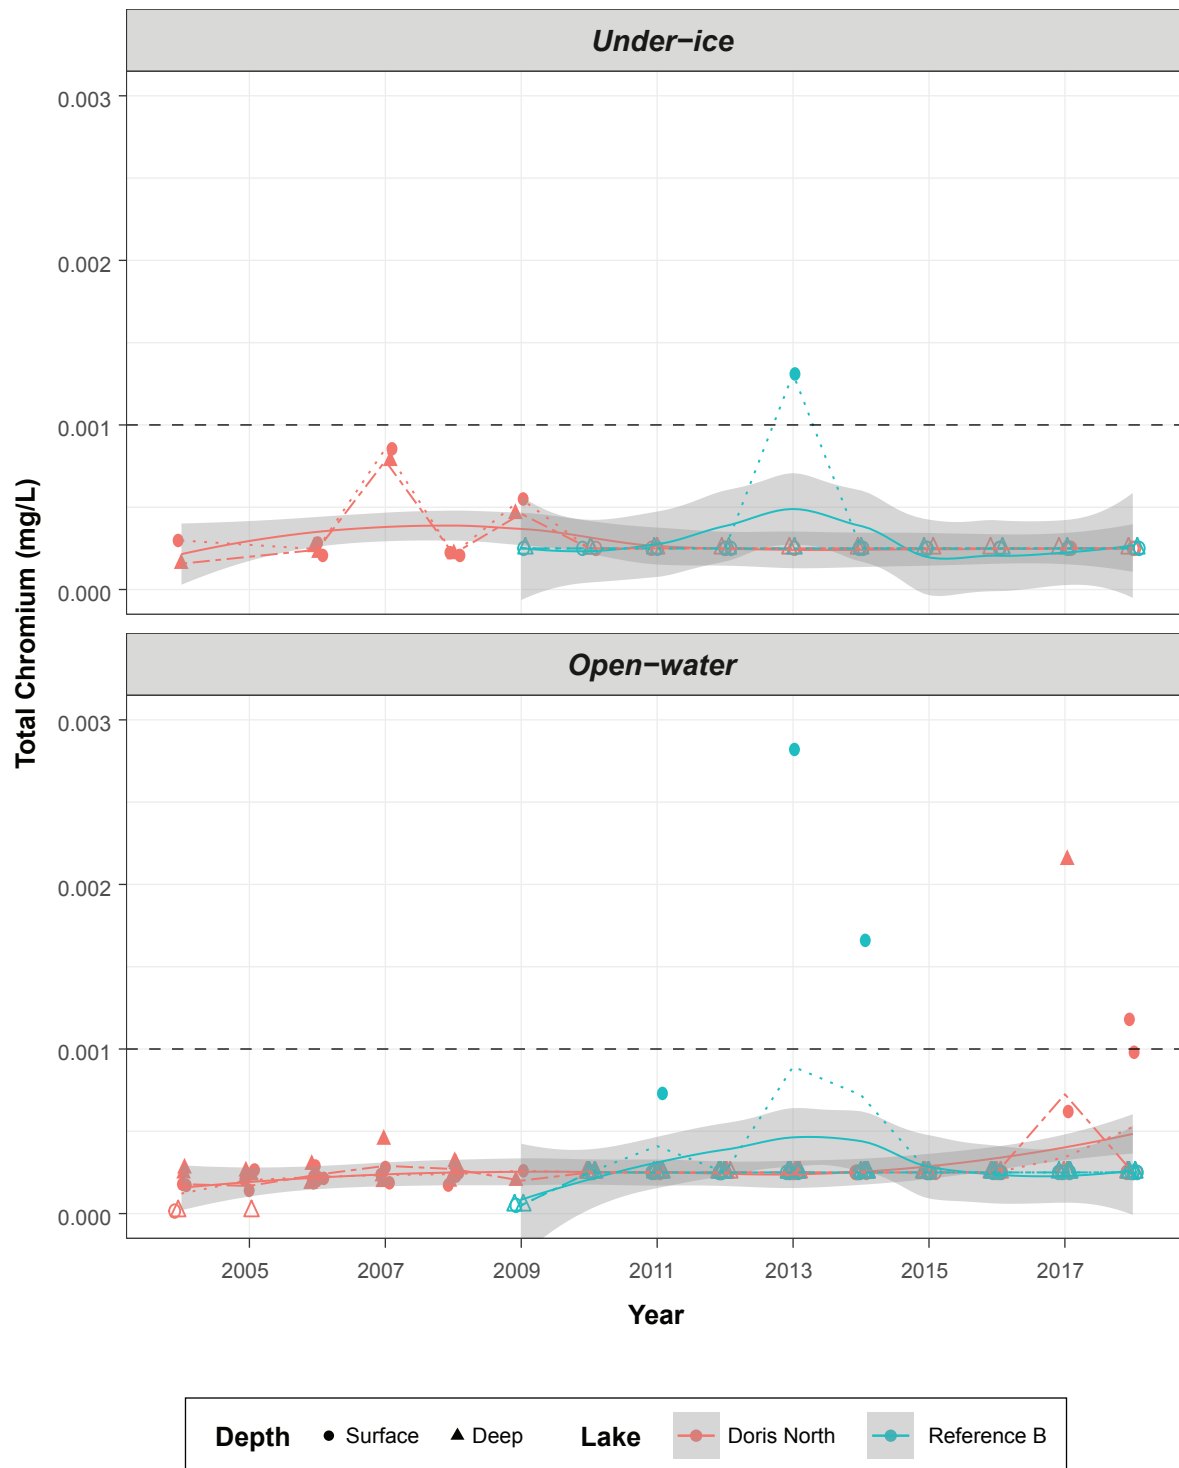 Under−ice
0.003
0.002
0.001
0.000
Open−water
0.003
0.002
0.001
0.000
Total Chromium (mg/L)
2005 2007 2009 2011 2013 2015 2017
Year
Depth Surface Deep Lake Doris North Reference B